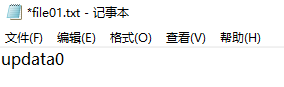 *file01.txt - 记事本
文件(F) 编辑(E) 格式(O) 查看(V) 帮助(H)
updata0